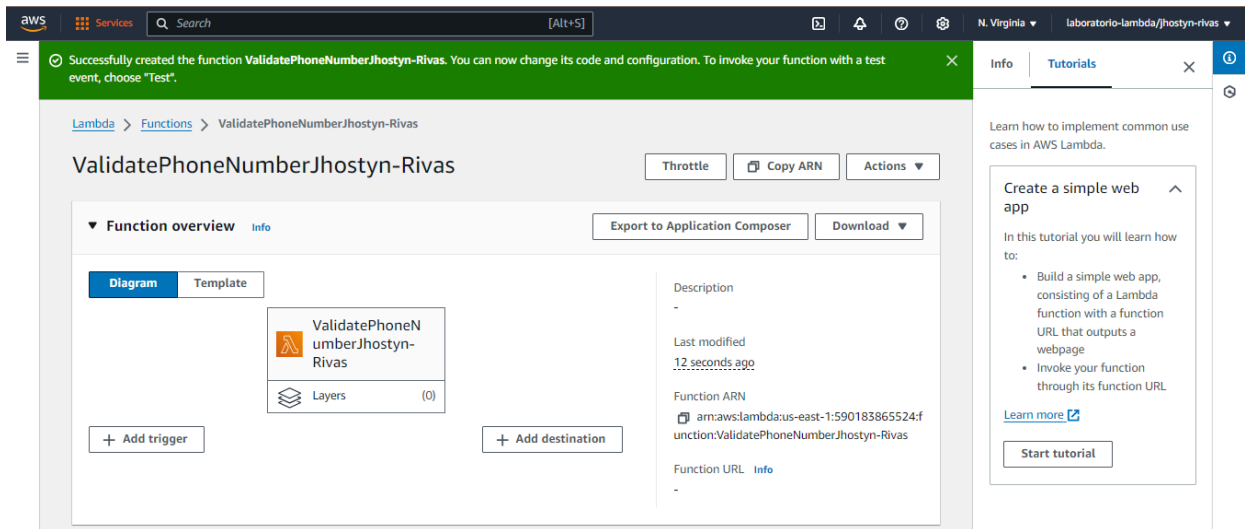 aws
Services
Search
[Alt+S]
N. Virginia ▼
laboratorio-lambda/jhostyn-rivas ▼
Successfully created the function ValidatePhoneNumberJhostyn-Rivas. You can now change its code and configuration. To invoke your function with a test
event, choose "Test".
Lambda > Functions > ValidatePhoneNumberJhostyn-Rivas
ValidatePhoneNumberJhostyn-Rivas
Throttle
Copy ARN
Actions ▼
▼ Function overview Info
Export to Application Composer
Download ▼
Diagram
Template
ValidatePhoneN
umberJhostyn-
Rivas
Layers (0)
+ Add trigger
+ Add destination
Description
-
Last modified
12 seconds ago
Function ARN
arn:aws:lambda:us-east-1:590183865524:f
unction:ValidatePhoneNumberJhostyn-Rivas
Function URL Info
-
Info
Tutorials
Learn how to implement common use
cases in AWS Lambda.
Create a simple web
app
In this tutorial you will learn how
to:
• Build a simple web app,
consisting of a Lambda
function with a function
URL that outputs a
webpage
• Invoke your function
through its function URL
Learn more
Start tutorial